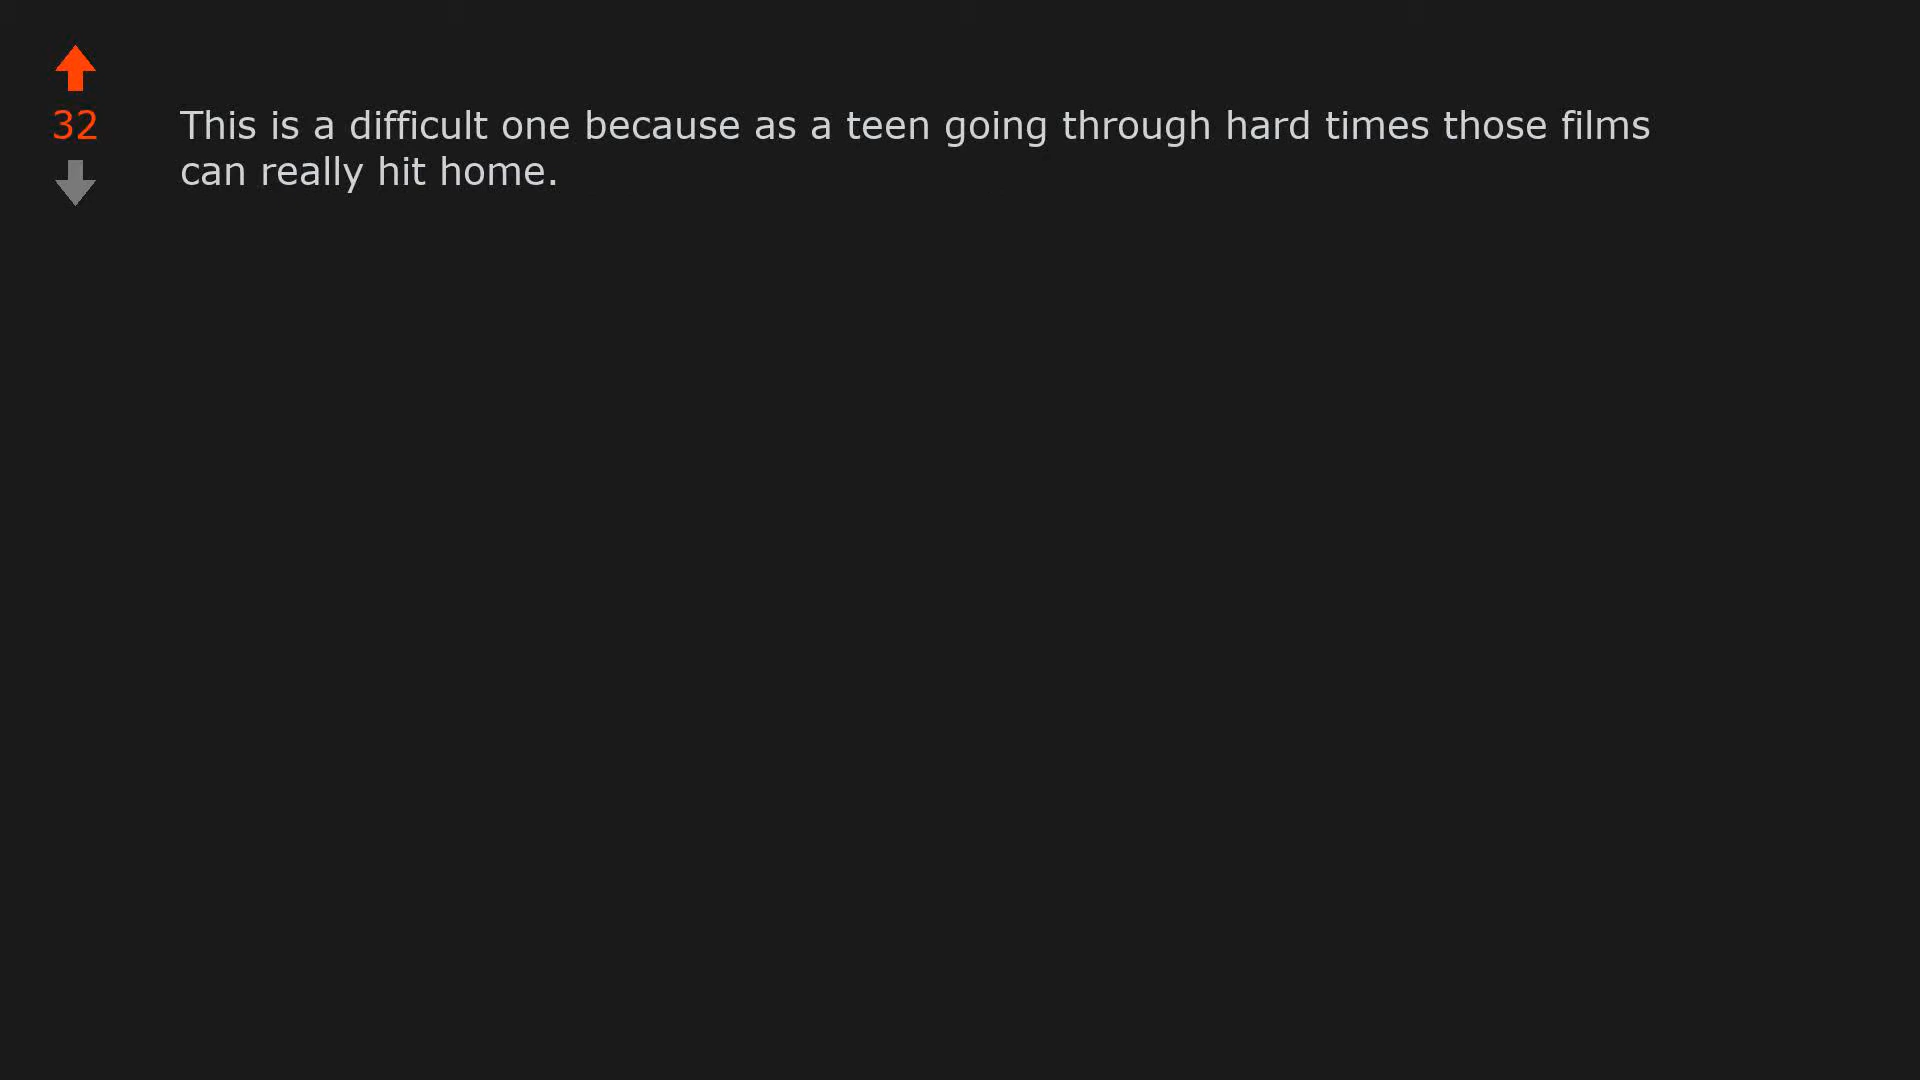 32
This is a difficult one because as a teen going through hard times those films
can really hit home.